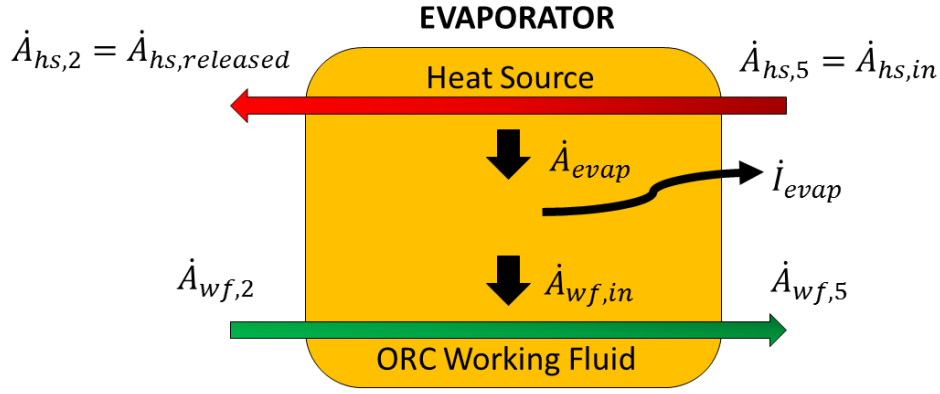 EVAPORATOR
Ȧhs,2 = Ȧhs,released
Ȧhs,5 = Ȧhs,in
Heat Source
Ȧevap
İevap
Ȧwf,2
Ȧwf,in
Ȧwf,5
ORC Working Fluid